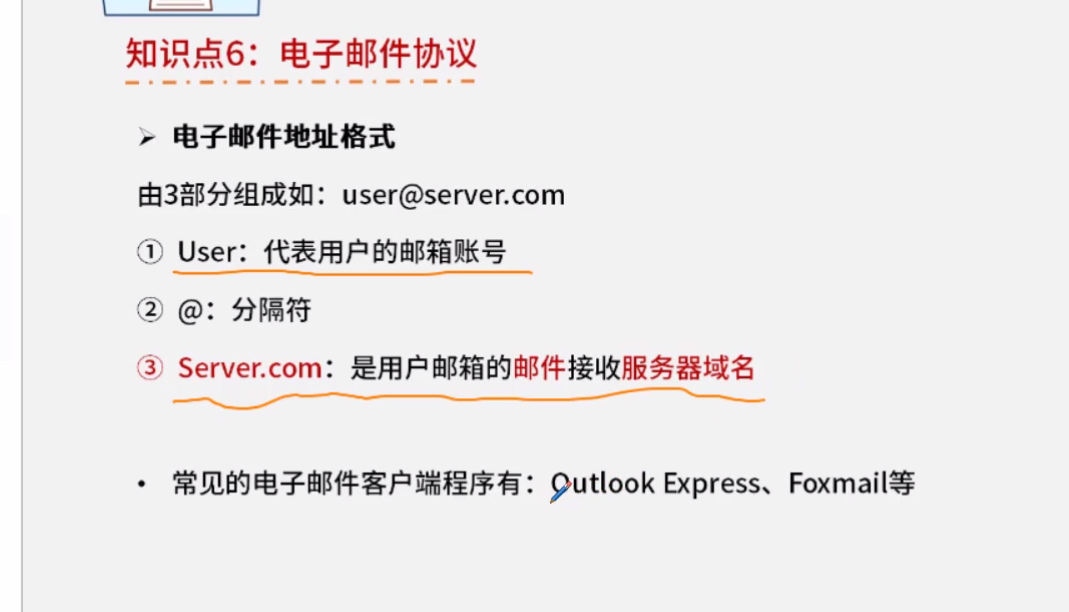 知识点6：电子邮件协议
➢ 电子邮件地址格式
由3部分组成如：user@server.com
① User：代表用户的邮箱账号
② @：分隔符
③ Server.com：是用户邮箱的邮件接收服务器域名
• 常见的电子邮件客户端程序有：Outlook Express、Foxmail等